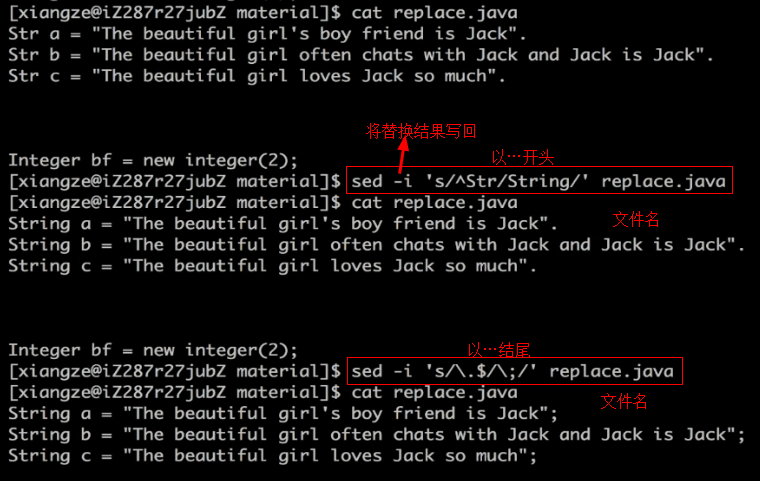 [xiangze@iZ287r27jubZ material]$ cat replace.java
Str a = "The beautiful girl's boy friend is Jack".
Str b = "The beautiful girl often chats with Jack and Jack is Jack".
Str c = "The beautiful girl loves Jack so much".
将替换结果写回
以…开头
Integer bf = new integer(2);
[xiangze@iZ287r27jubZ material]$ sed -i 's/^Str/String/' replace.java
[xiangze@iZ287r27jubZ material]$ cat replace.java
文件名
String a = "The beautiful girl's boy friend is Jack".
String b = "The beautiful girl often chats with Jack and Jack is Jack".
String c = "The beautiful girl loves Jack so much".
以…结尾
Integer bf = new integer(2);
[xiangze@iZ287r27jubZ material]$ sed -i 's/\.$/\;/' replace.java
[xiangze@iZ287r27jubZ material]$ cat replace.java
文件名
String a = "The beautiful girl's boy friend is Jack";
String b = "The beautiful girl often chats with Jack and Jack is Jack";
String c = "The beautiful girl loves Jack so much";